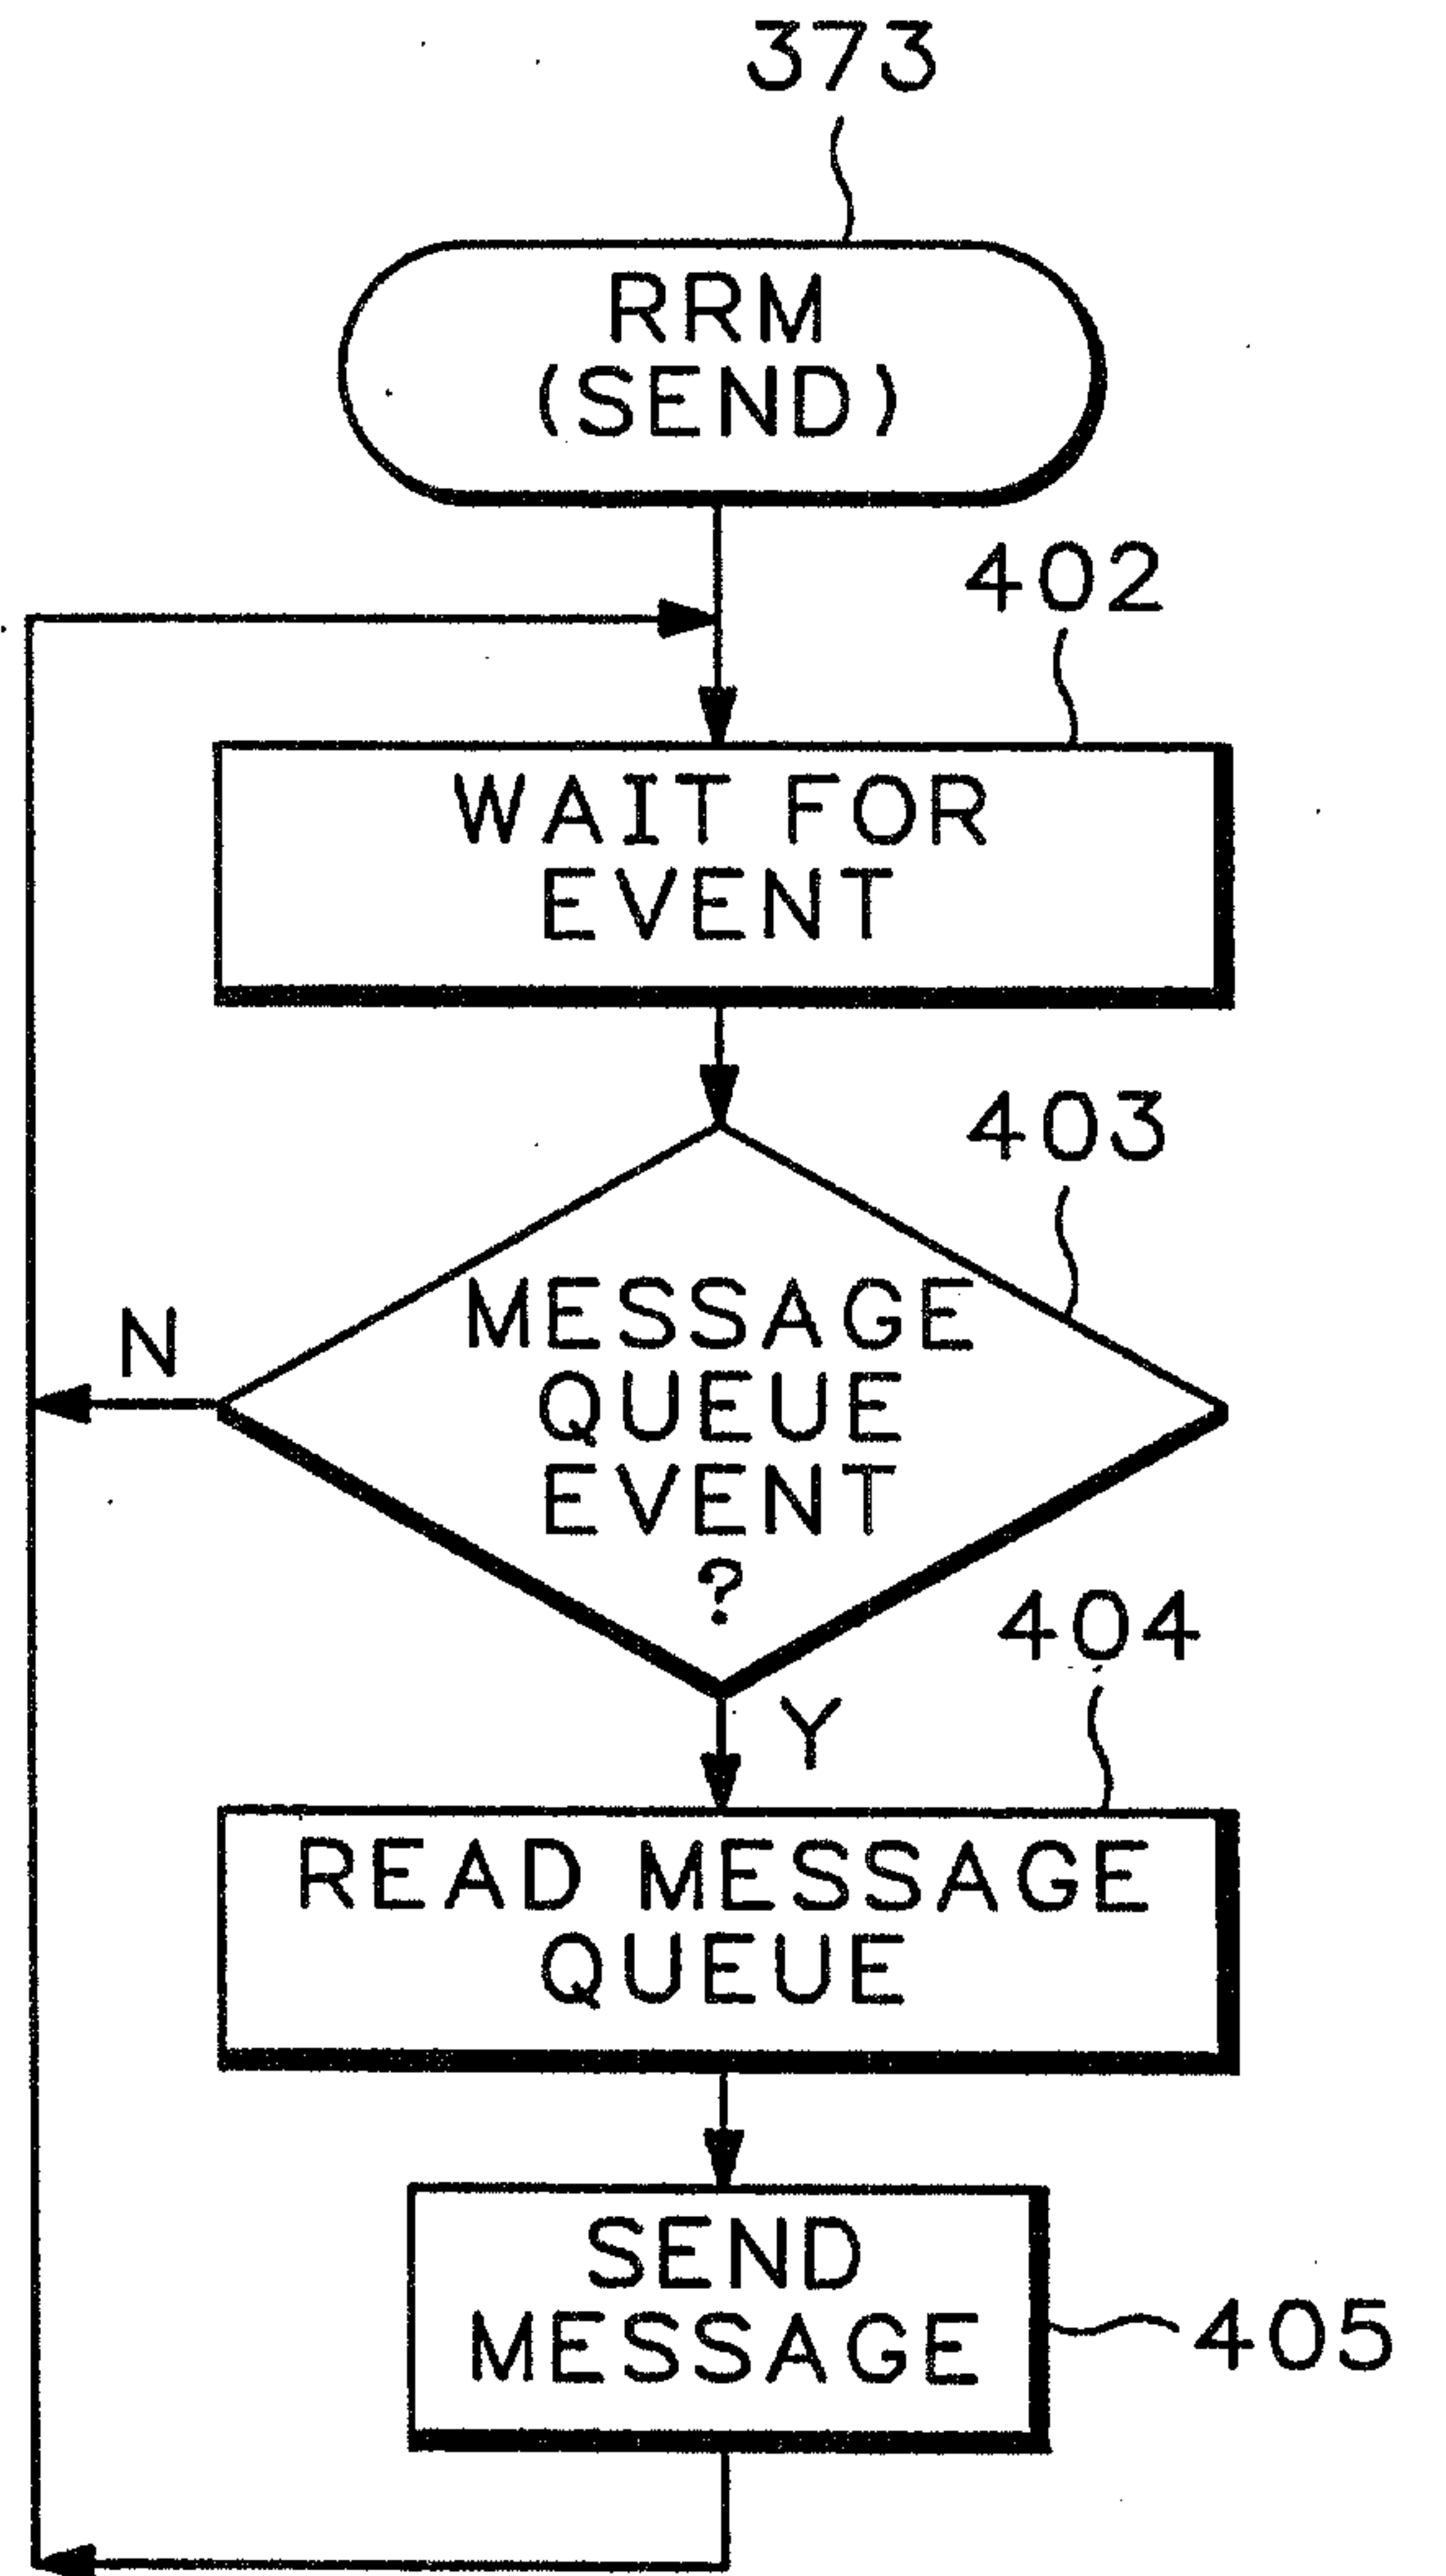 373
RRM
(SEND)
402
WAIT FOR
EVENT
403
MESSAGE
QUEUE
EVENT
?
N
Y
404
READ MESSAGE
QUEUE
SEND
MESSAGE
405